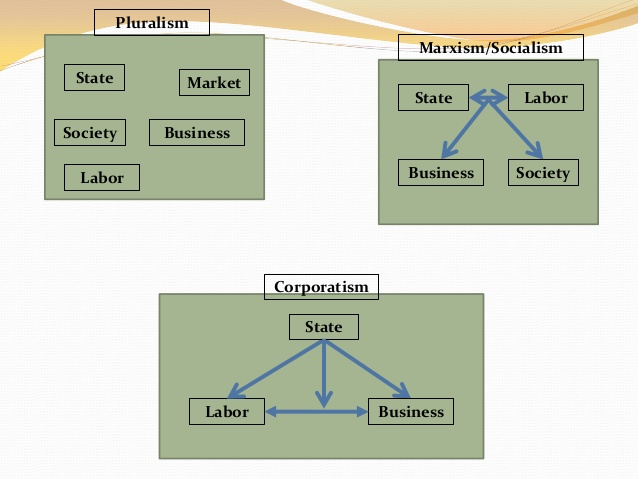 Pluralism
State
Market
Society
Business
Labor
Marxism/Socialism
State
Labor
Business
Society
Corporatism
State
Labor
Business